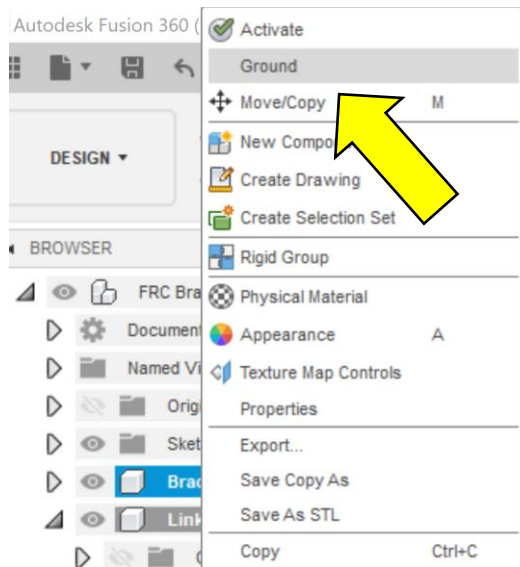 Autodesk Fusion 360 (
Activate
Ground
Move/Copy M
New Compo
DESIGN
Create Drawing
Create Selection Set
BROWSER
Rigid Group
FRC Bra
Physical Material
Document
Appearance A
Named Vi
Texture Map Controls
Origi
Properties
Sket
Export...
Brac
Save Copy As
Link
Save As STL
Copy Ctrl+C